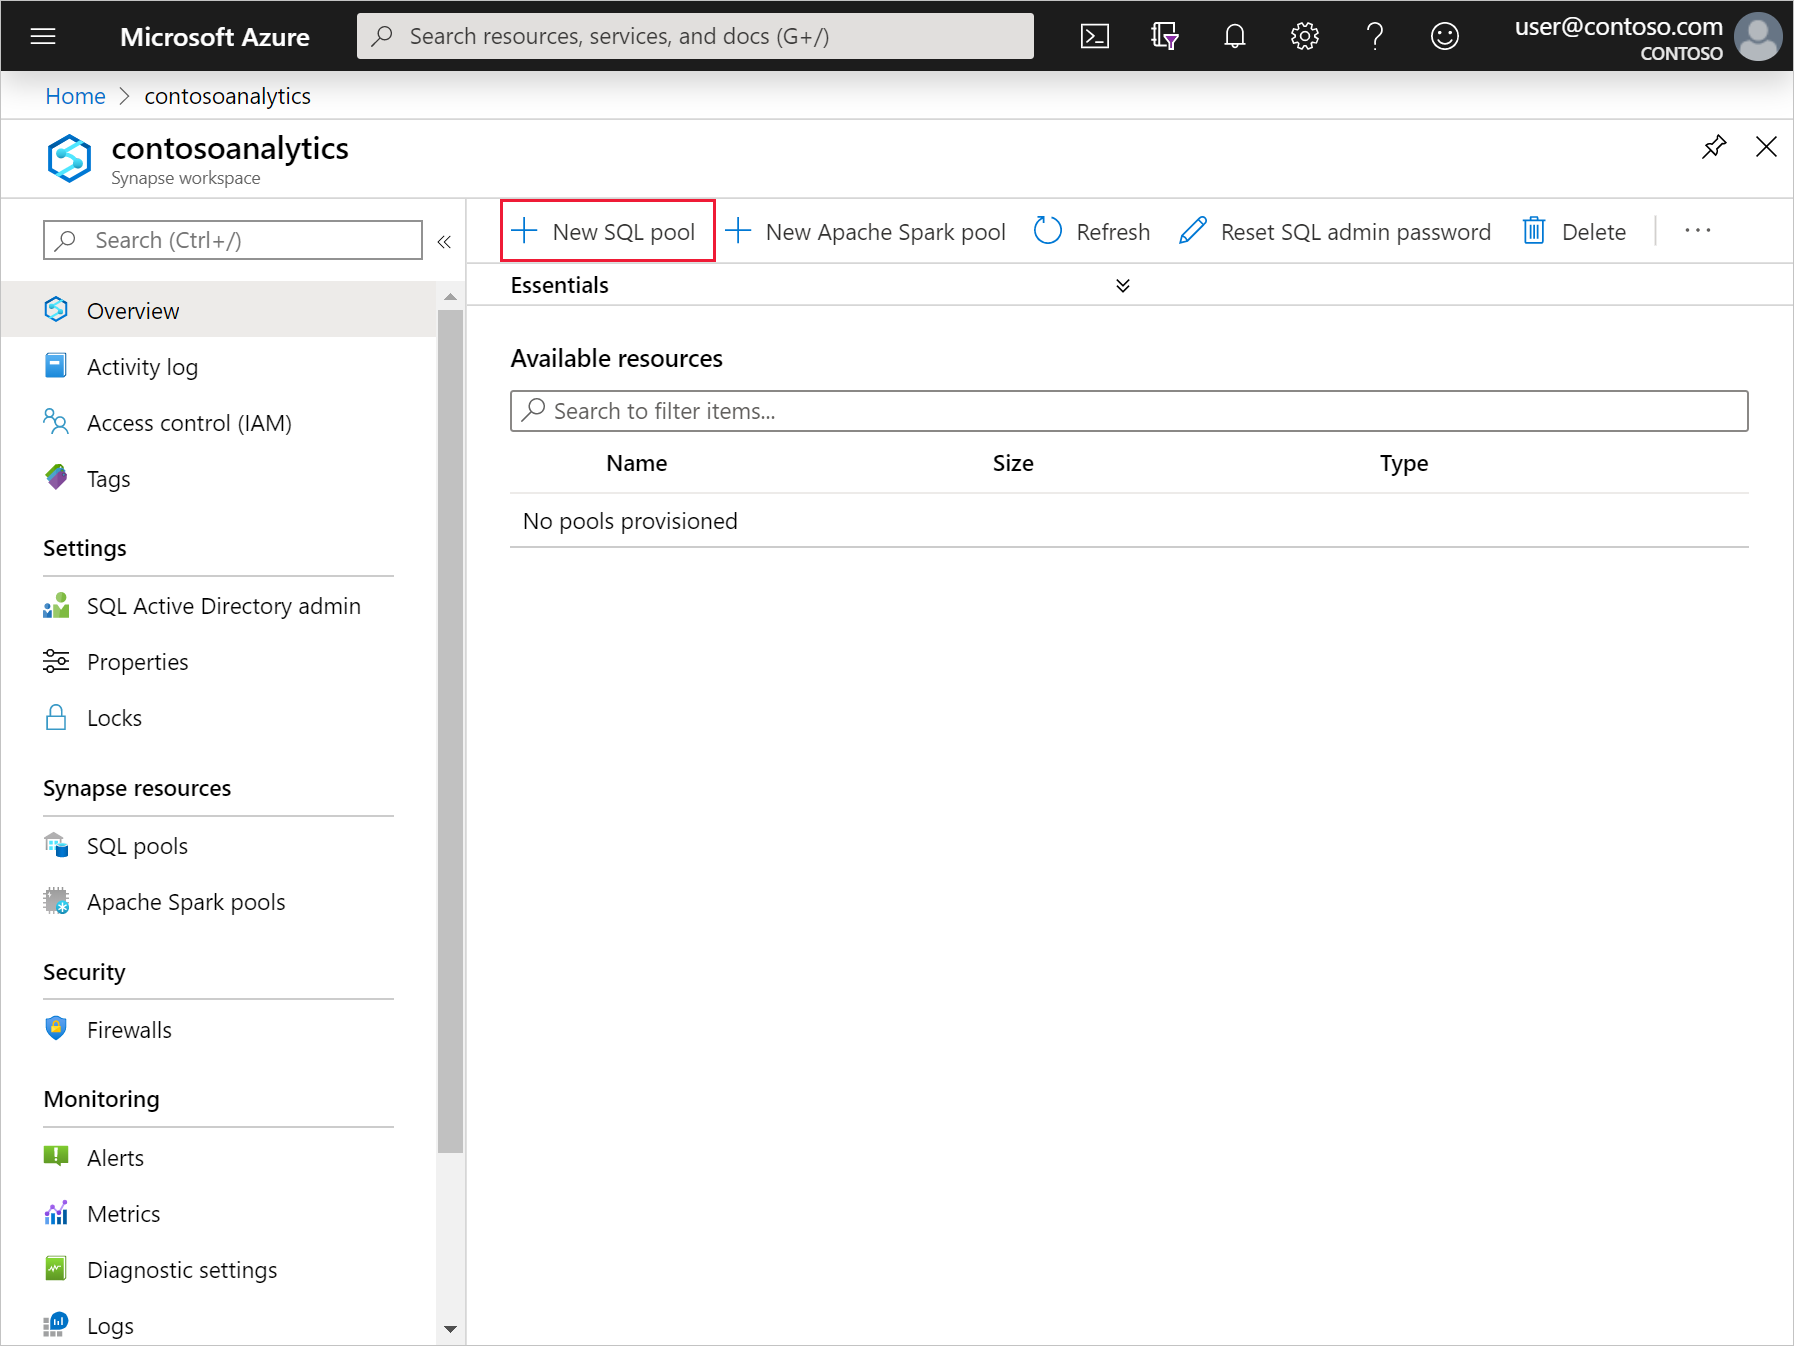 Microsoft Azure
Search resources, services, and docs (G+/)
user@contoso.com
CONTOSO
Home > contosoanalytics
contosoanalytics
Synapse workspace
Search (Ctrl+/)
New SQL pool
New Apache Spark pool
Refresh
Reset SQL admin password
Delete
Essentials
Overview
Activity log
Access control (IAM)
Tags
Settings
SQL Active Directory admin
Properties
Locks
Synapse resources
SQL pools
Apache Spark pools
Security
Firewalls
Monitoring
Alerts
Metrics
Diagnostic settings
Logs
Available resources
Search to filter items...
Name Size Type
No pools provisioned